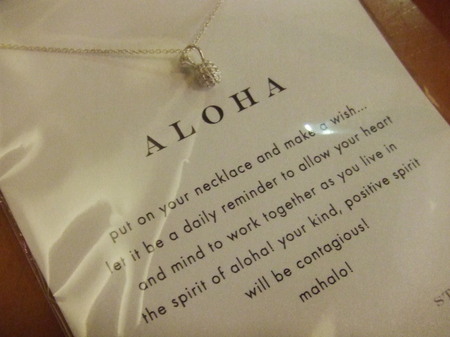 ALOHA
put on your necklace and make a wish...
let it be a daily reminder to allow your heart
and mind to work together as you live in
the spirit of aloha! your kind, positive spirit
will be contagious!
mahalo!